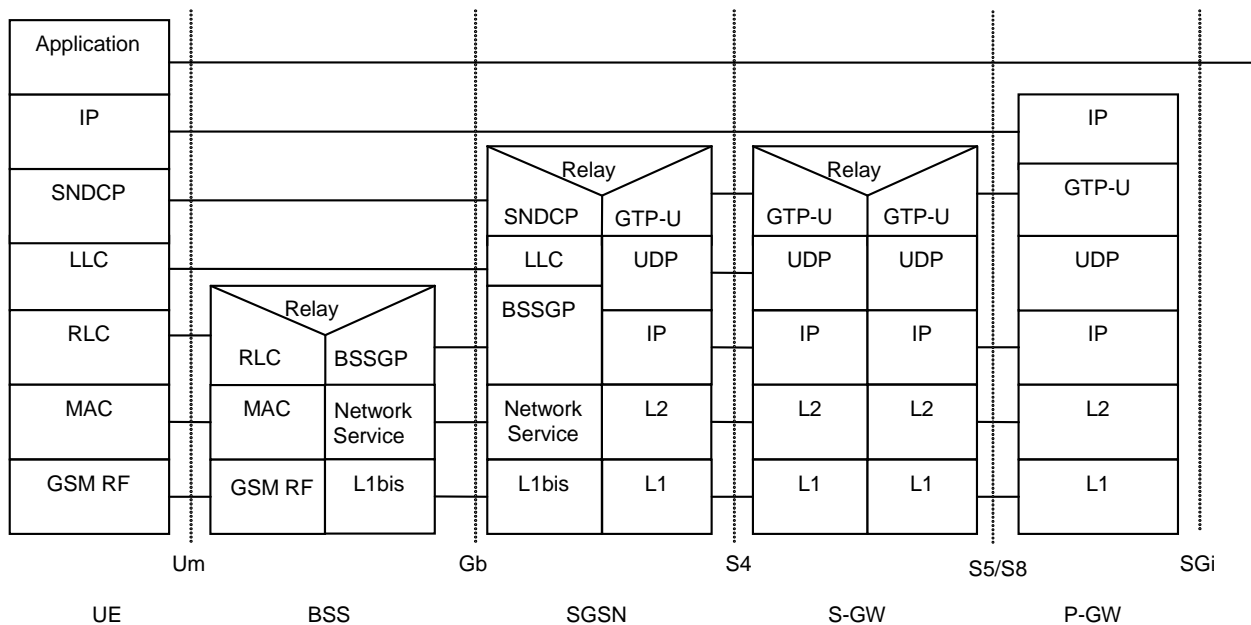 Application
IP
IP
Relay
Relay
SNDCP
GTP-U
SNDCP
GTP-U
GTP-U
GTP-U
LLC
LLC
UDP
UDP
UDP
UDP
Relay
BSSGP
RLC
IP
IP
IP
IP
RLC
BSSGP
MAC
MAC
Network
Service
Network
Service
L2
L2
L2
L2
GSM RF
GSM RF
L1bis
L1bis
L1
L1
L1
L1
Um
Gb
S4
S5/S8
SGi
UE
BSS
SGSN
S-GW
P-GW